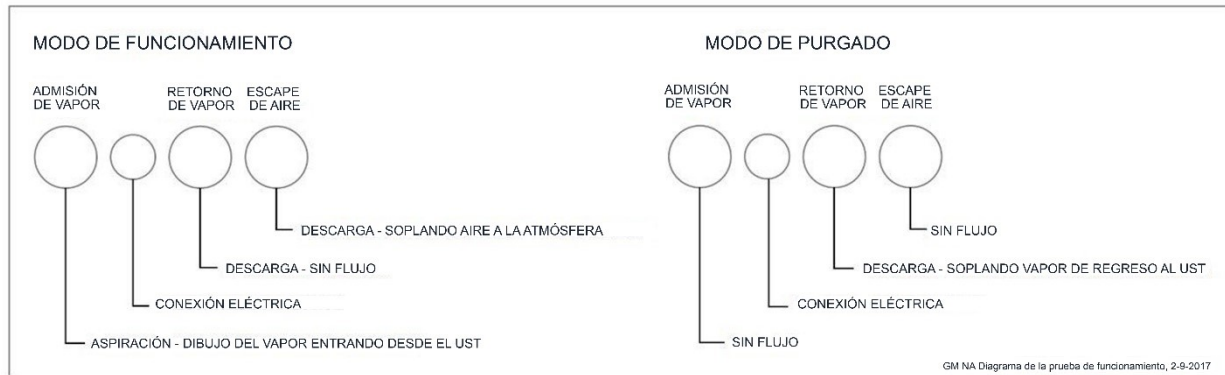 MODO DE FUNCIONAMIENTO
ADMISIÓN
DE VAPOR
RETORNO
DE VAPOR
ESCAPE
DE AIRE
DESCARGA - SOPLANDO AIRE A LA ATMÓSFERA
DESCARGA - SIN FLUJO
CONEXIÓN ELÉCTRICA
ASPIRACIÓN - DIBUJO DEL VAPOR ENTRANDO DESDE EL UST
MODO DE PURGADO
ADMISIÓN
DE VAPOR
RETORNO
DE VAPOR
ESCAPE
DE AIRE
SIN FLUJO
DESCARGA - SOPLANDO VAPOR DE REGRESO AL UST
CONEXIÓN ELÉCTRICA
SIN FLUJO
GM NA Diagrama de la prueba de funcionamiento, 2-9-2017